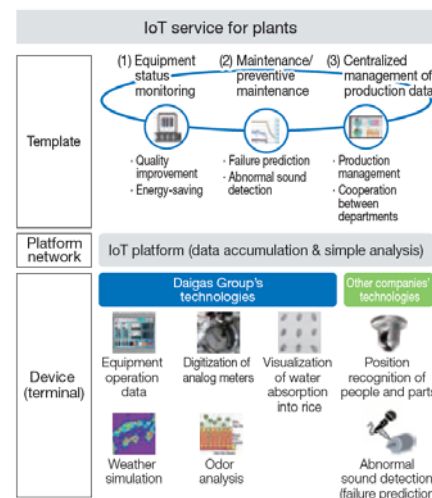 IoT service for plants
Template
(1) Equipment
status
monitoring
(2) Maintenance/
preventive
maintenance
(3) Centralized
management of
production data
· Quality
improvement
· Energy-saving
· Failure prediction
· Abnormal sound
detection
· Production
management
· Cooperation
between
departments
Platform
network
IoT platform (data accumulation & simple analysis)
Device
(terminal)
Daigas Group's
technologies
Other companies'
technologies
Equipment
operation
data
Digitization of
analog meters
Visualization
of water
absorption
into rice
Position
recognition of
people and parts
Weather
simulation
Odor
analysis
Abnormal
sound detection
(failure prediction